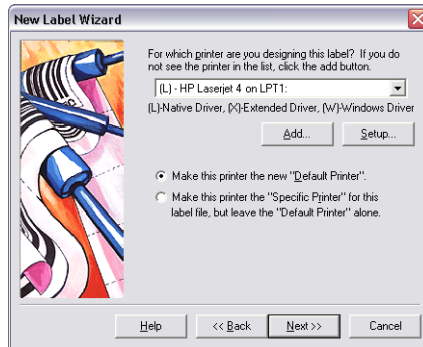 New Label Wizard
For which printer are you designing this label? If you do
not see the printer in the list, click the add button.
(L) - HP Laserjet 4 on LPT1:
(L)-Native Driver, (X)-Extended Driver, (W)-Windows Driver
Add...
Setup...
Make this printer the new "Default Printer".
Make this printer the "Specific Printer" for this
label file, but leave the "Default Printer" alone.
Help
<< Back
Next >>
Cancel